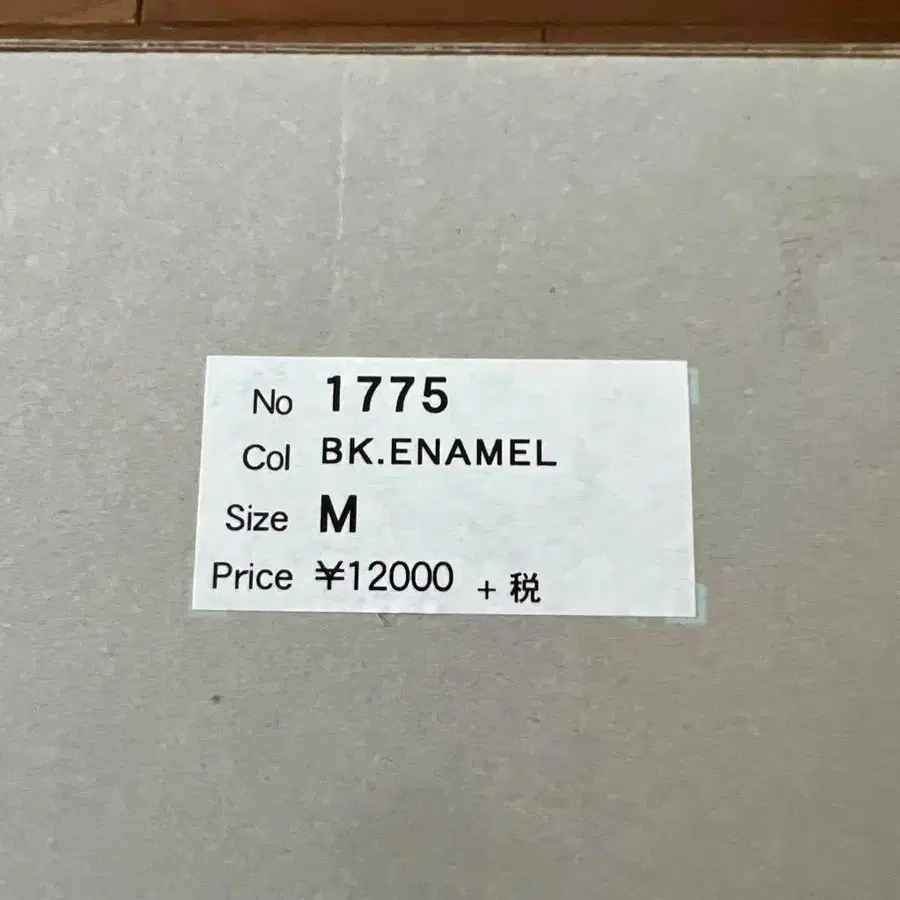 No 1775
Col BK.ENAMEL
Size M
Price ¥12000 + 税